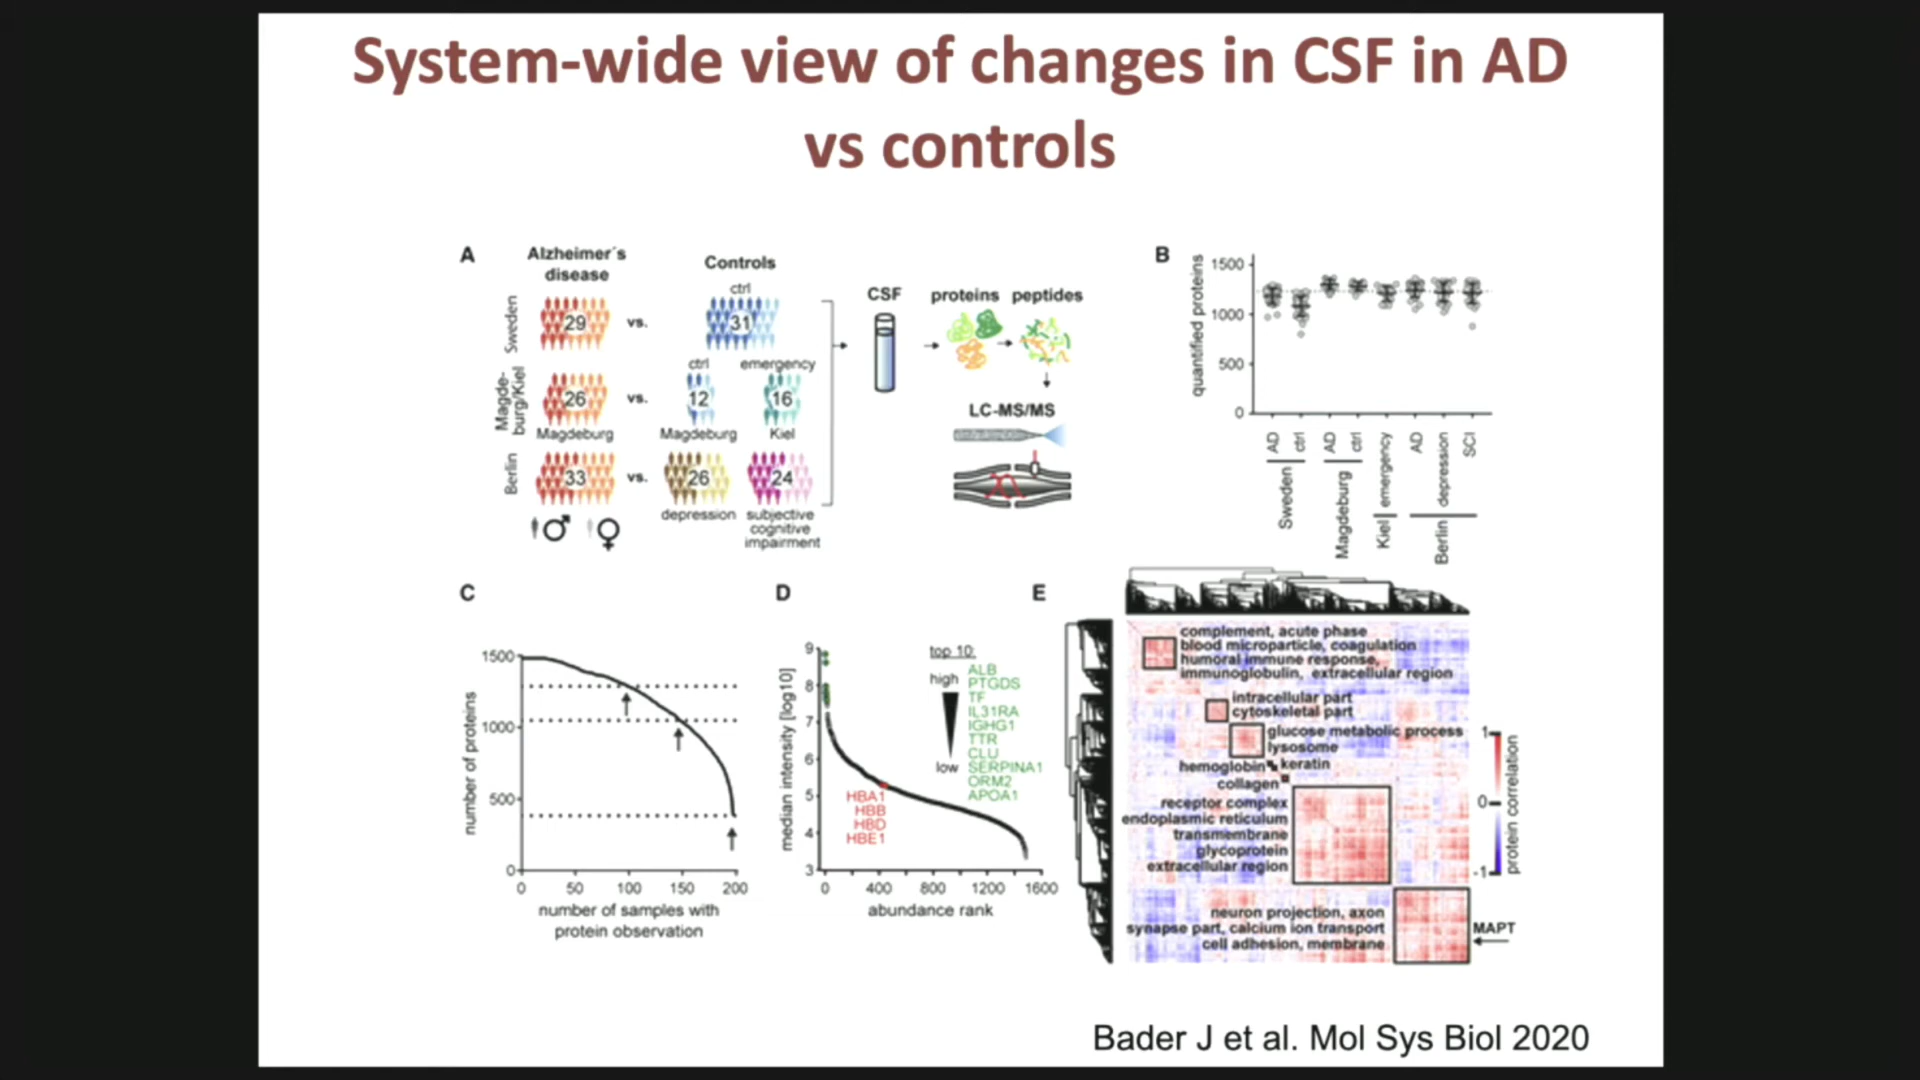 System-wide view of changes in CSF in AD
vs controls
A
Alzheimer´s
disease
Controls
Sweden
29
vs.
ctrl
31
Magde-
burg/Kiel
26
Magdeburg
vs.
ctrl
12
Magdeburg
emergency
16
Kiel
Berlin
33
vs.
26
depression
24
subjective
cognitive
impairment
CSF
proteins
peptides
LC-MS/MS
B
quantified proteins
1500
1000
500
0
AD
ctrl
AD
ctrl
emergency
AD
depression
SCI
Sweden
Magdeburg
Kiel
Berlin
C
number of proteins
1500
1000
500
0
0 50 100 150 200
number of samples with
protein observation
D
median intensity [log10]
9
8
7
6
5
4
3
0 400 800 1200 1600
abundance rank
HBA1
HBB
HBD
HBE1
top 10:
high
low
ALB
PTGDS
TF
IL31RA
IGHG1
TTR
CLU
SERPINA1
ORM2
APOA1
E
complement, acute phase
blood microparticle, coagulation
humoral immune response,
immunoglobulin, extracellular region
intracellular part
cytoskeletal part
glucose metabolic process
lysosome
hemoglobin
keratin
collagen
receptor complex
endoplasmic reticulum
transmembrane
glycoprotein
extracellular region
neuron projection, axon
synapse part, calcium ion transport
cell adhesion, membrane
MAPT
1
0
-1
protein correlation
Bader J et al. Mol Sys Biol 2020